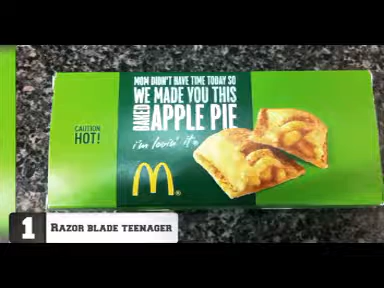 MOM DIDN'T HAVE TIME TODAY SO
WE MADE YOU THIS
BAKED APPLE PIE
i'm lovin' it
CAUTION
HOT!
M
1 RAZOR BLADE TEENAGER